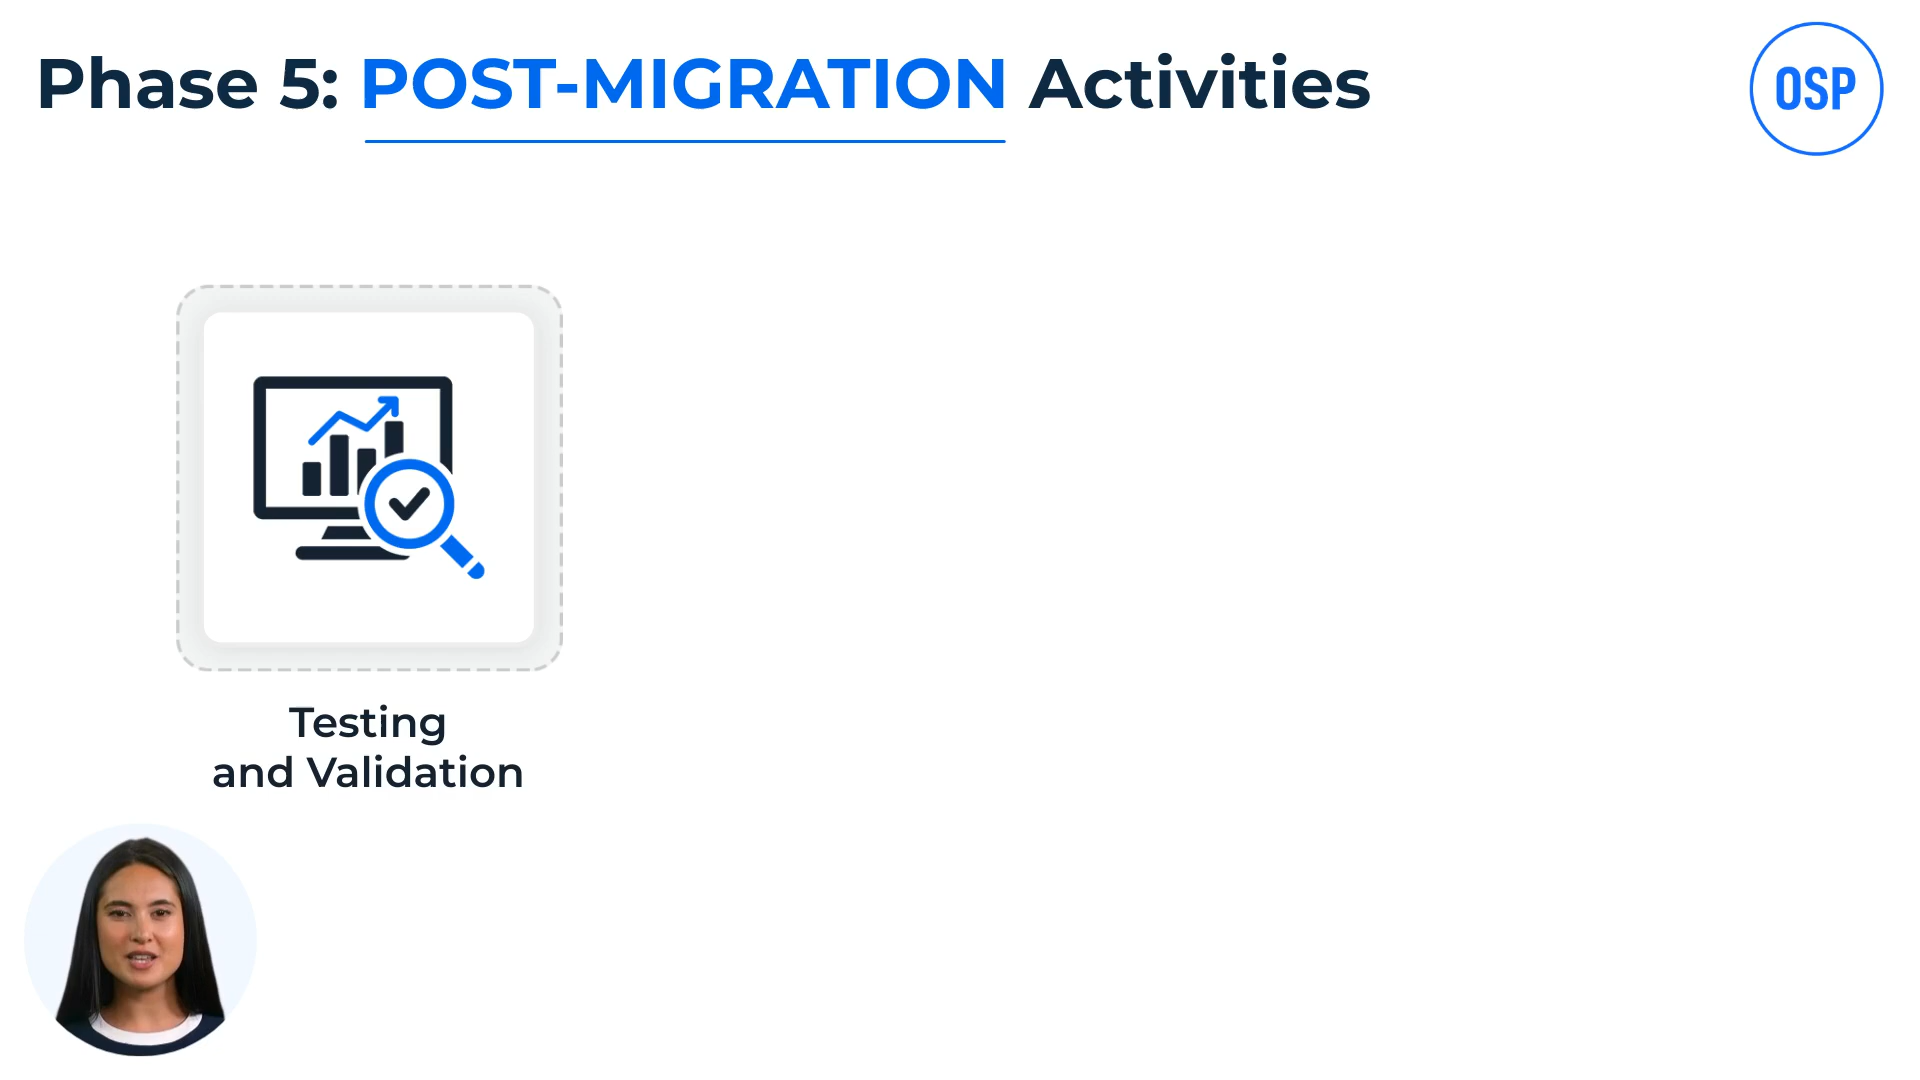 Phase 5: POST-MIGRATION Activities
OSP
Testing
and Validation